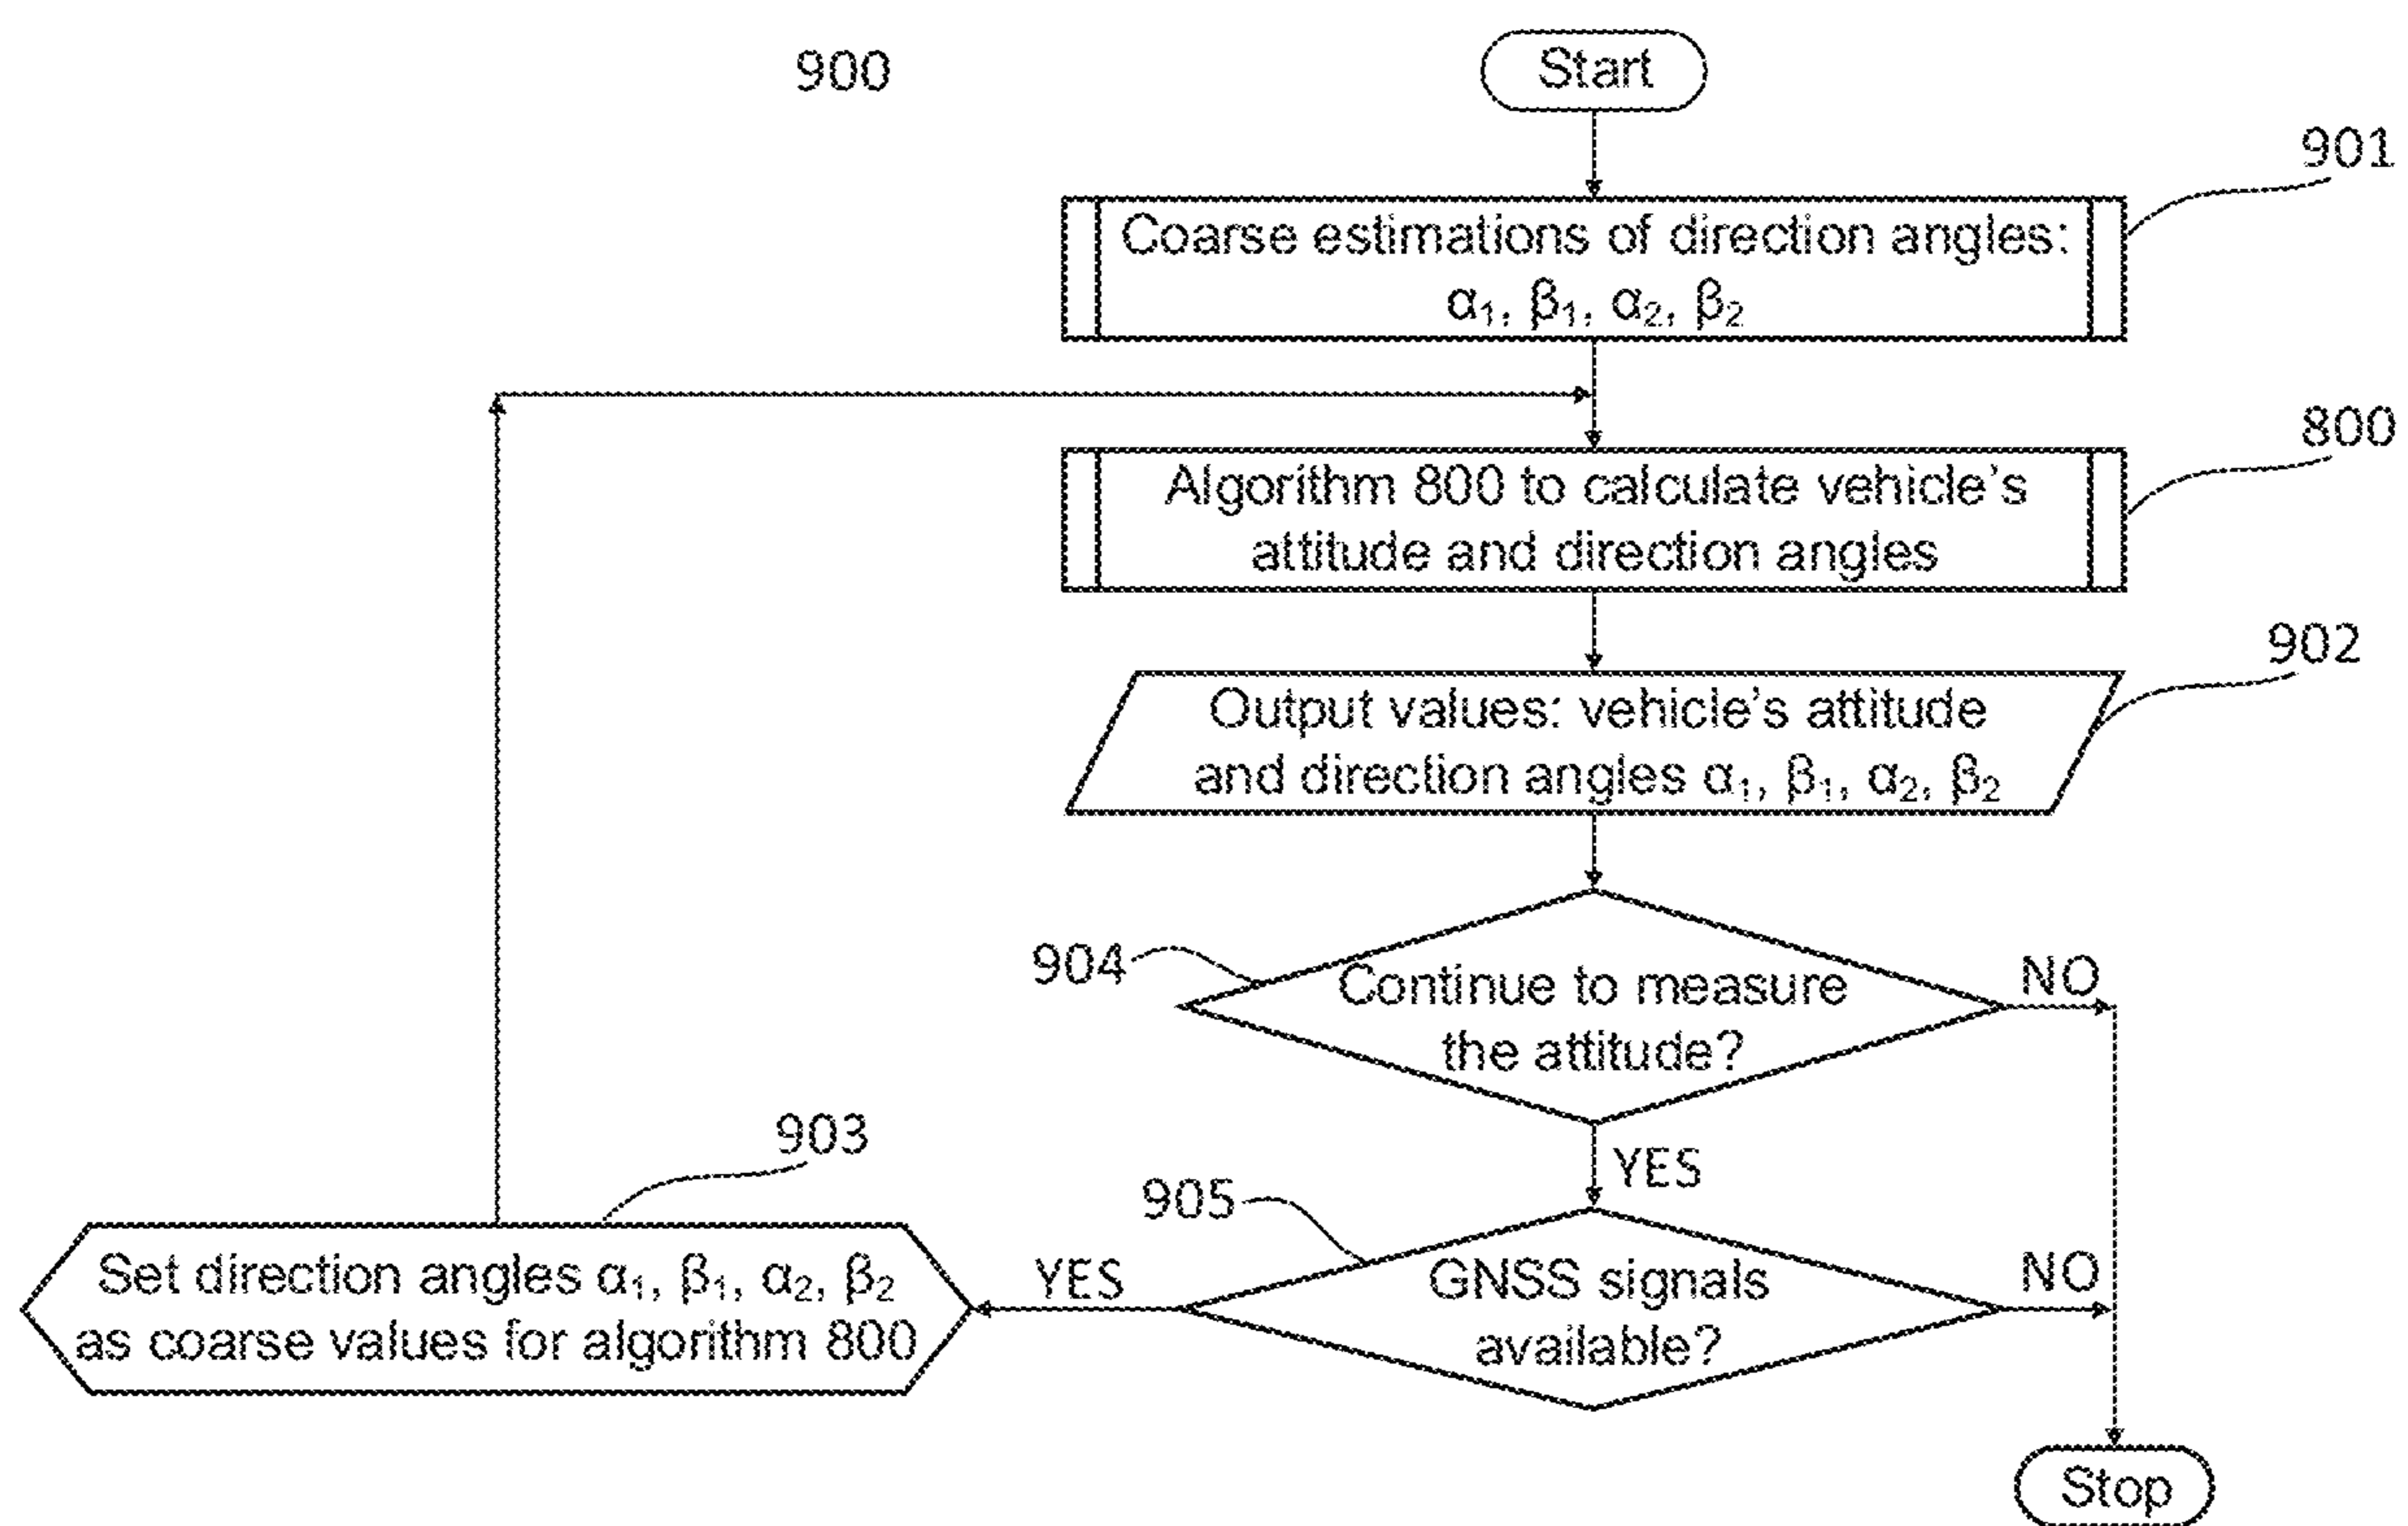 900
Start
901
Coarse estimations of direction angles:
α₁, β₁, α₂, β₂
800
Algorithm 800 to calculate vehicle's
attitude and direction angles
902
Output values: vehicle's attitude
and direction angles α₁, β₁, α₂, β₂
904
Continue to measure
the attitude?
NO
YES
903
905
Set direction angles α₁, β₁, α₂, β₂
as coarse values for algorithm 800
YES
GNSS signals
available?
NO
Stop